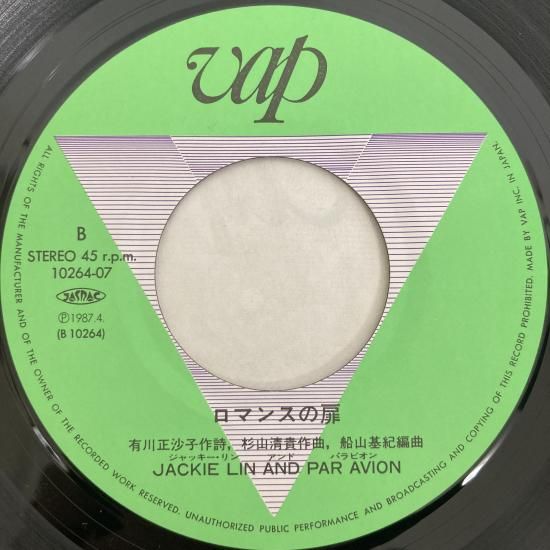 vap
B
STEREO 45 r.p.m.
10264-07
JASRAC
Ⓟ1987.4.
(B 10264)
ロマンスの扉
有川正沙子作詩, 杉山清貴作曲, 船山基紀編曲
ジャッキー・リン アンド パラビオン
JACKIE LIN AND PAR AVION
ALL RIGHTS OF THE MANUFACTURER AND OF THE OWNER OF THE RECORDED WORK RESERVED. UNAUTHORIZED PUBLIC PERFORMANCE AND BROADCASTING AND COPYING OF THIS RECORD PROHIBITED. MADE BY VAP INC. IN JAPAN.